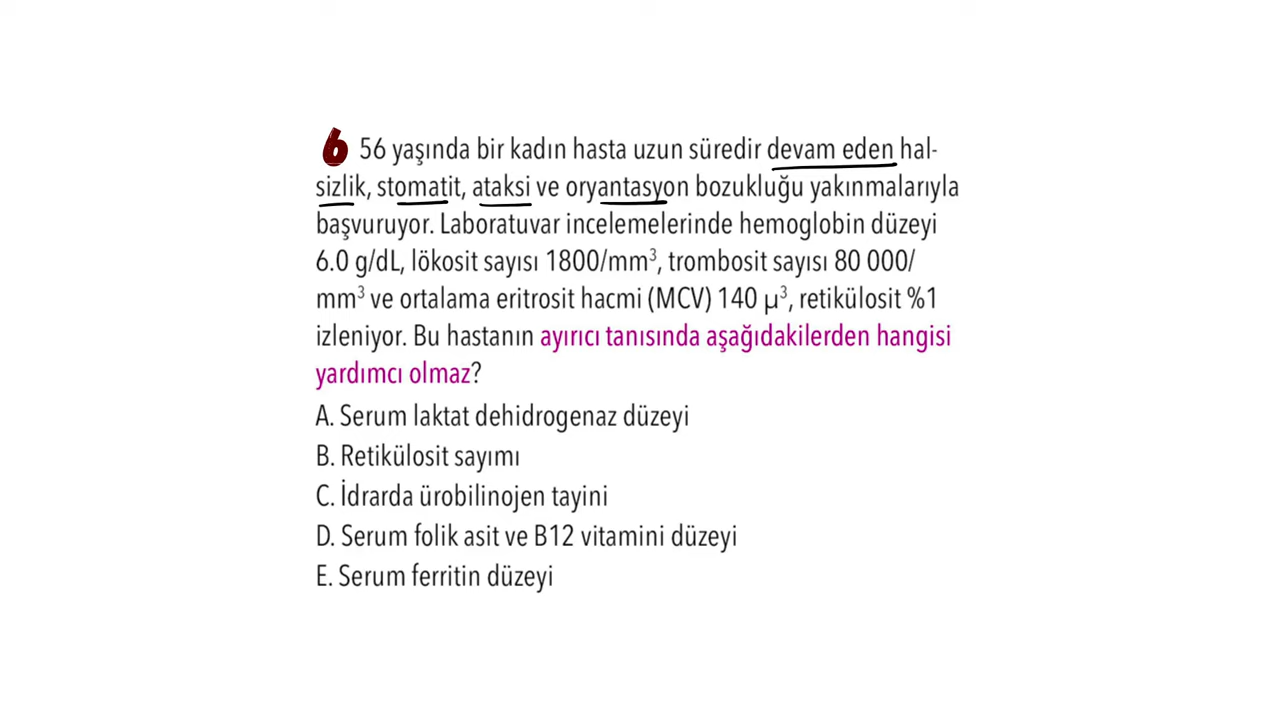 6 56 yaşında bir kadın hasta uzun süredir devam eden hal-
sizlik, stomatit, ataksi ve oryantasyon bozukluğu yakınmalarıyla
başvuruyor. Laboratuvar incelemelerinde hemoglobin düzeyi
6.0 g/dL, lökosit sayısı 1800/mm³, trombosit sayısı 80 000/
mm³ ve ortalama eritrosit hacmi (MCV) 140 μ³, retikülosit %1
izleniyor. Bu hastanın ayırıcı tanısında aşağıdakilerden hangisi
yardımcı olmaz?
A. Serum laktat dehidrogenaz düzeyi
B. Retikülosit sayımı
C. İdrarda ürobilinojen tayini
D. Serum folik asit ve B12 vitamini düzeyi
E. Serum ferritin düzeyi